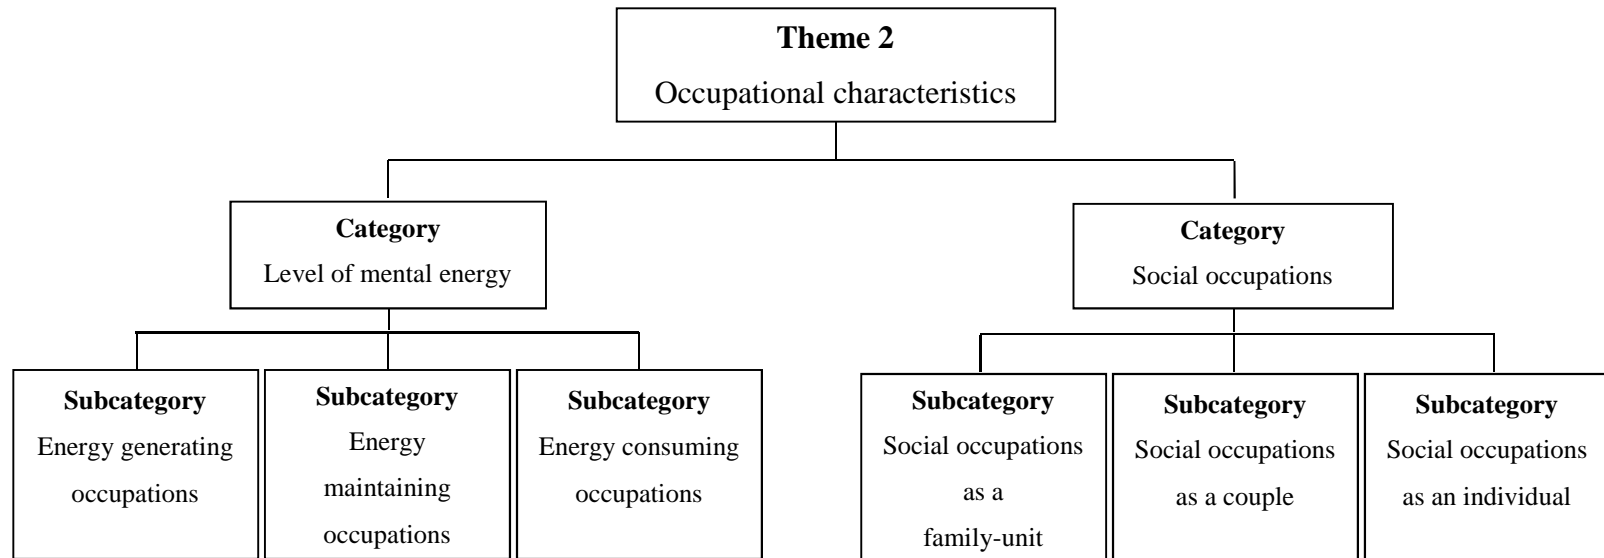 Theme 2
Occupational characteristics
Category
Level of mental energy
Category
Social occupations
Subcategory
Energy generating
occupations
Subcategory
Energy
maintaining
occupations
Subcategory
Energy consuming
occupations
Subcategory
Social occupations
as a
family-unit
Subcategory
Social occupations
as a couple
Subcategory
Social occupations
as an individual